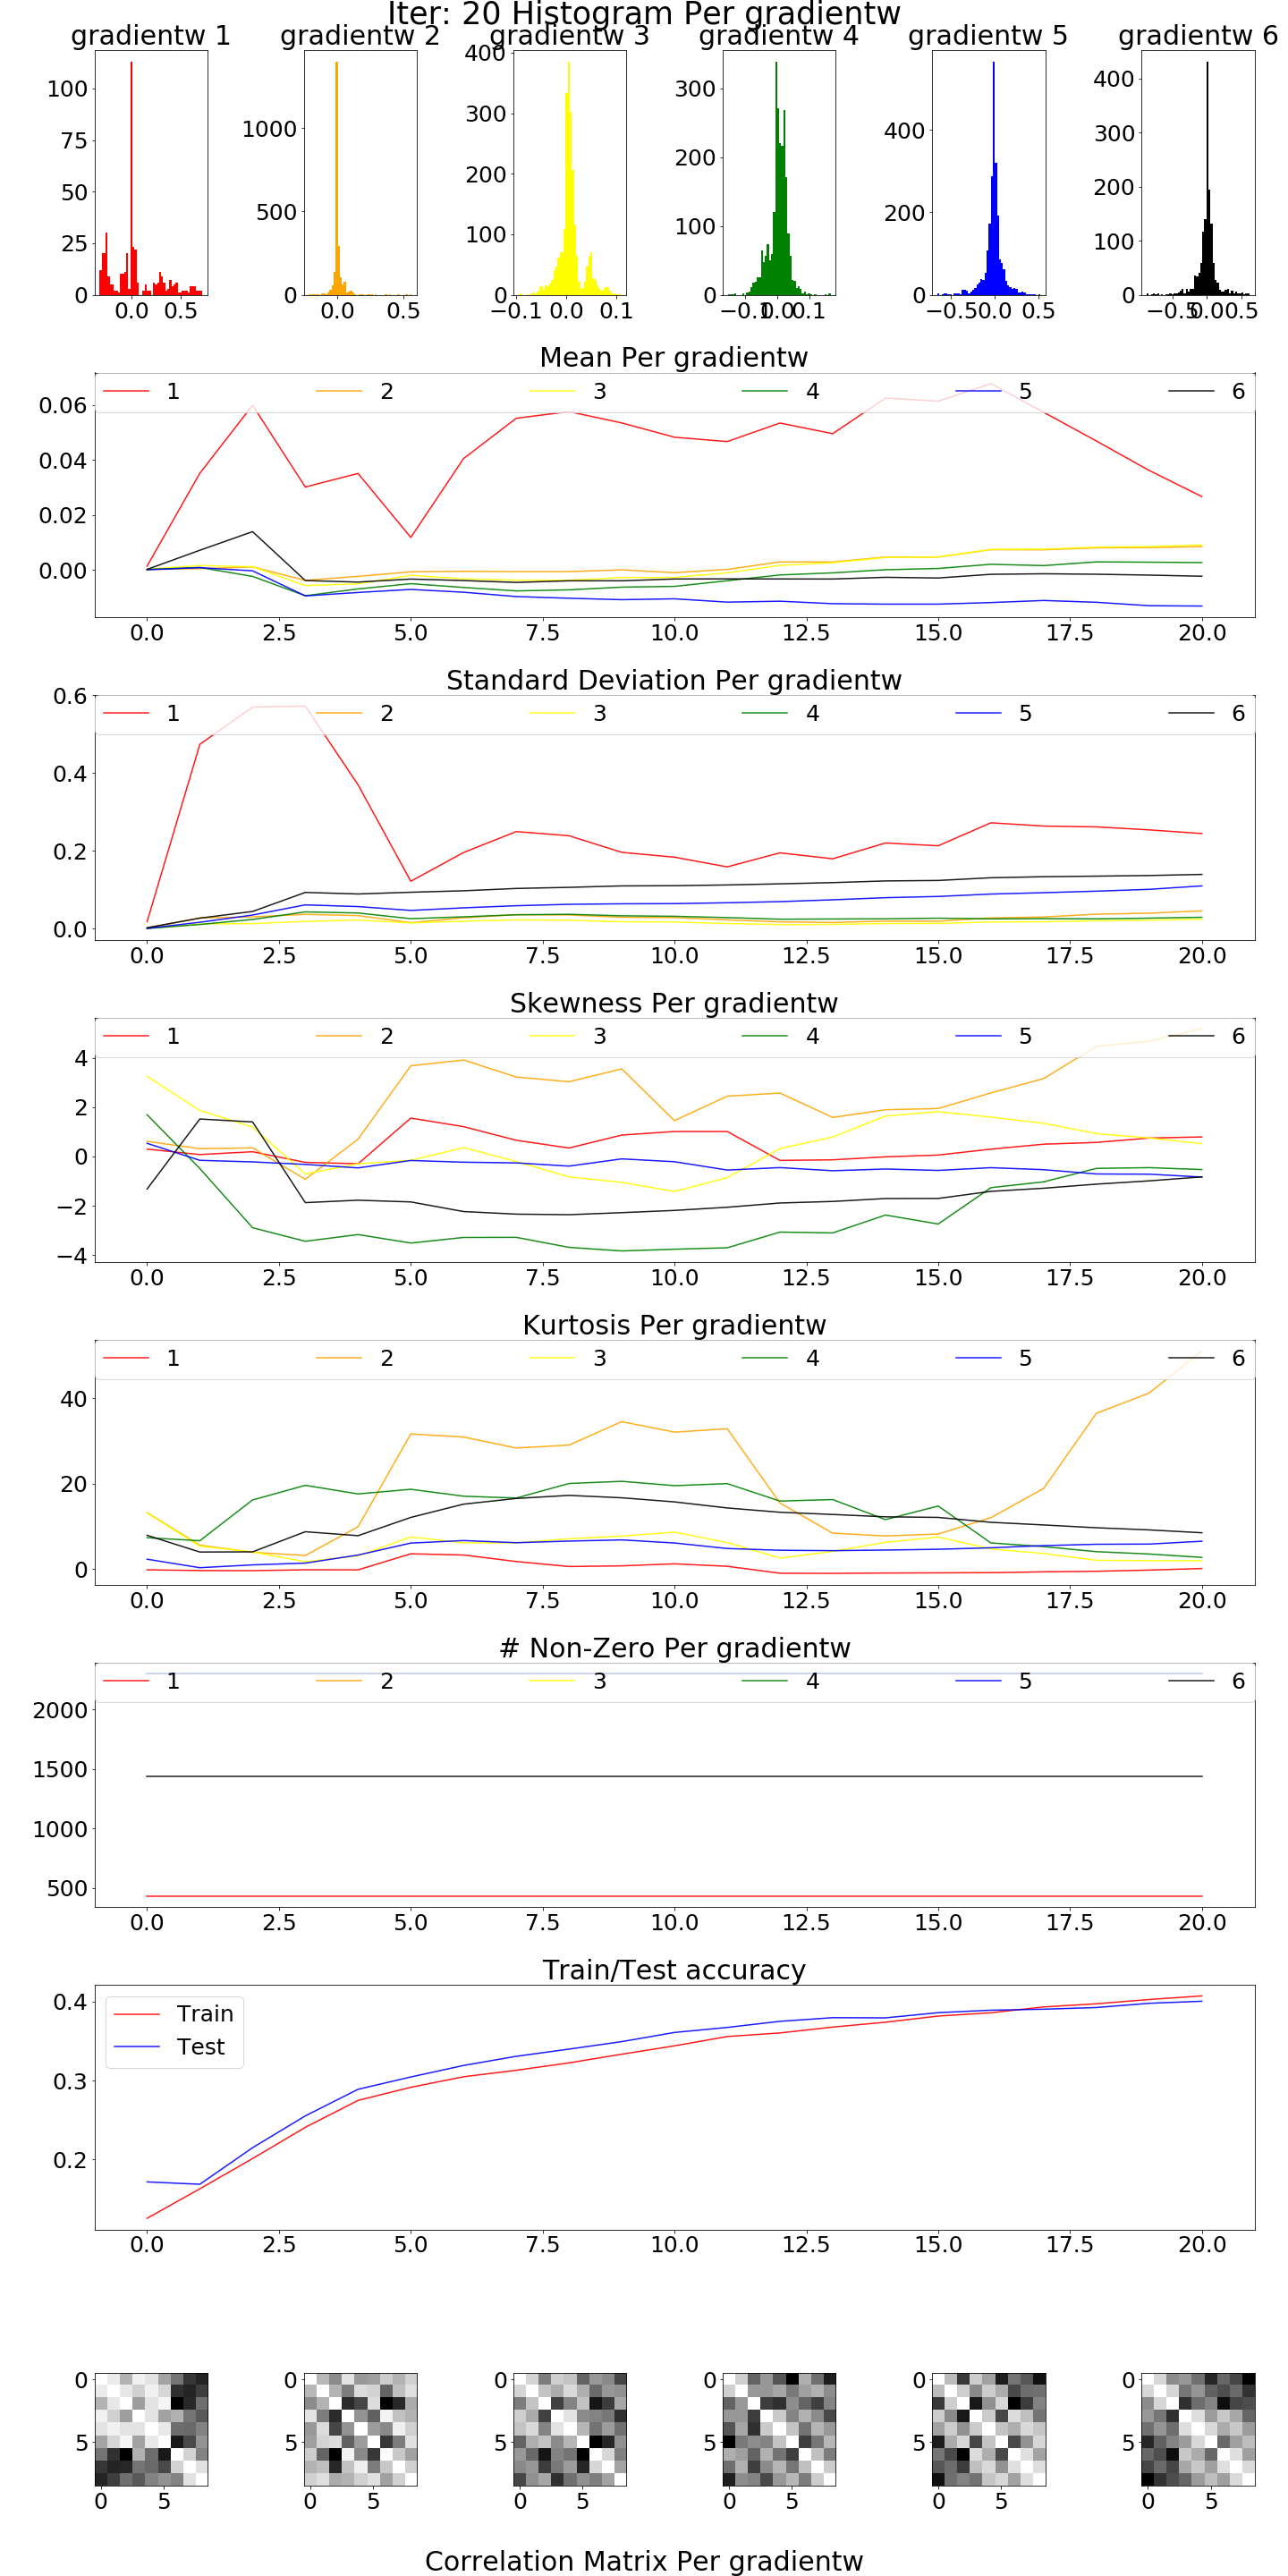 Iter: 20 Histogram Per gradientw
gradientw 1 gradientw 2 gradientw 3 gradientw 4 gradientw 5 gradientw 6
100
75
50
25
0
0.0 0.5
1000
500
0
0.0 0.5
400
300
200
100
0
−0.1 0.0 0.1
300
200
100
0
−0.1 0.0 0.1
400
200
0
−0.5 0.0 0.5
400
300
200
100
0
−0.5 0.0 0.5
Mean Per gradientw
1 2 3 4 5 6
0.06
0.04
0.02
0.00
0.0 2.5 5.0 7.5 10.0 12.5 15.0 17.5 20.0
Standard Deviation Per gradientw
1 2 3 4 5 6
0.6
0.4
0.2
0.0
0.0 2.5 5.0 7.5 10.0 12.5 15.0 17.5 20.0
Skewness Per gradientw
1 2 3 4 5 6
4
2
0
−2
−4
0.0 2.5 5.0 7.5 10.0 12.5 15.0 17.5 20.0
Kurtosis Per gradientw
1 2 3 4 5 6
40
20
0
0.0 2.5 5.0 7.5 10.0 12.5 15.0 17.5 20.0
# Non-Zero Per gradientw
1 2 3 4 5 6
2000
1500
1000
500
0.0 2.5 5.0 7.5 10.0 12.5 15.0 17.5 20.0
Train/Test accuracy
Train
Test
0.4
0.3
0.2
0.0 2.5 5.0 7.5 10.0 12.5 15.0 17.5 20.0
0 0 0 0 0 0
5 5 5 5 5 5
0 5 0 5 0 5 0 5 0 5 0 5
Correlation Matrix Per gradientw